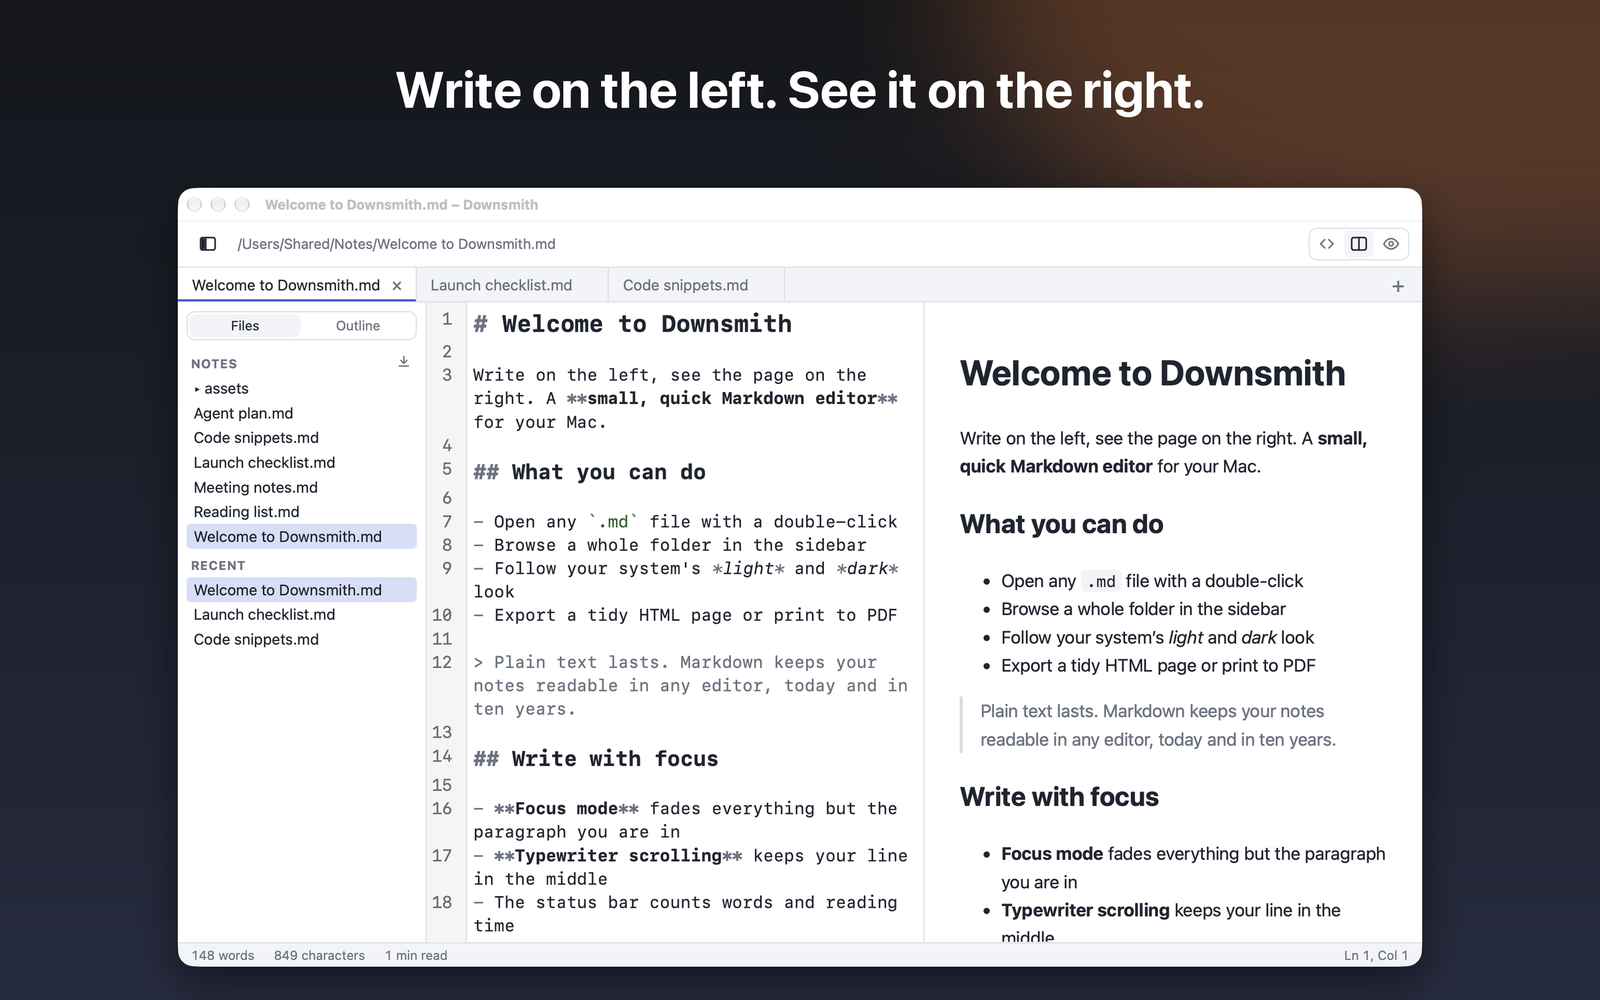 Write on the left. See it on the right.
Welcome to Downsmith.md – Downsmith
/Users/Shared/Notes/Welcome to Downsmith.md
Welcome to Downsmith.md ×
Launch checklist.md
Code snippets.md
+
Files
Outline
NOTES
▸ assets
Agent plan.md
Code snippets.md
Launch checklist.md
Meeting notes.md
Reading list.md
Welcome to Downsmith.md
RECENT
Welcome to Downsmith.md
Launch checklist.md
Code snippets.md
1 # Welcome to Downsmith
2
3 Write on the left, see the page on the
right. A **small, quick Markdown editor**
for your Mac.
4
5 ## What you can do
6
7 - Open any `.md` file with a double-click
8 - Browse a whole folder in the sidebar
9 - Follow your system's *light* and *dark*
look
10 - Export a tidy HTML page or print to PDF
11
12 > Plain text lasts. Markdown keeps your
notes readable in any editor, today and in
ten years.
13
14 ## Write with focus
15
16 - **Focus mode** fades everything but the
paragraph you are in
17 - **Typewriter scrolling** keeps your line
in the middle
18 - The status bar counts words and reading
time
Welcome to Downsmith
Write on the left, see the page on the right. A small,
quick Markdown editor for your Mac.
What you can do
• Open any .md file with a double-click
• Browse a whole folder in the sidebar
• Follow your system’s light and dark look
• Export a tidy HTML page or print to PDF
Plain text lasts. Markdown keeps your notes
readable in any editor, today and in ten years.
Write with focus
• Focus mode fades everything but the paragraph
you are in
• Typewriter scrolling keeps your line in the
middle
148 words
849 characters
1 min read
Ln 1, Col 1